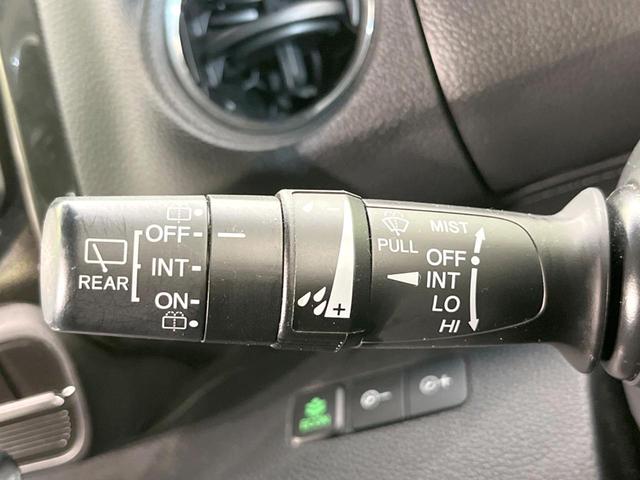 REAR
OFF
INT
ON
- 
+
PULL
MIST
OFF
INT
LO
HI